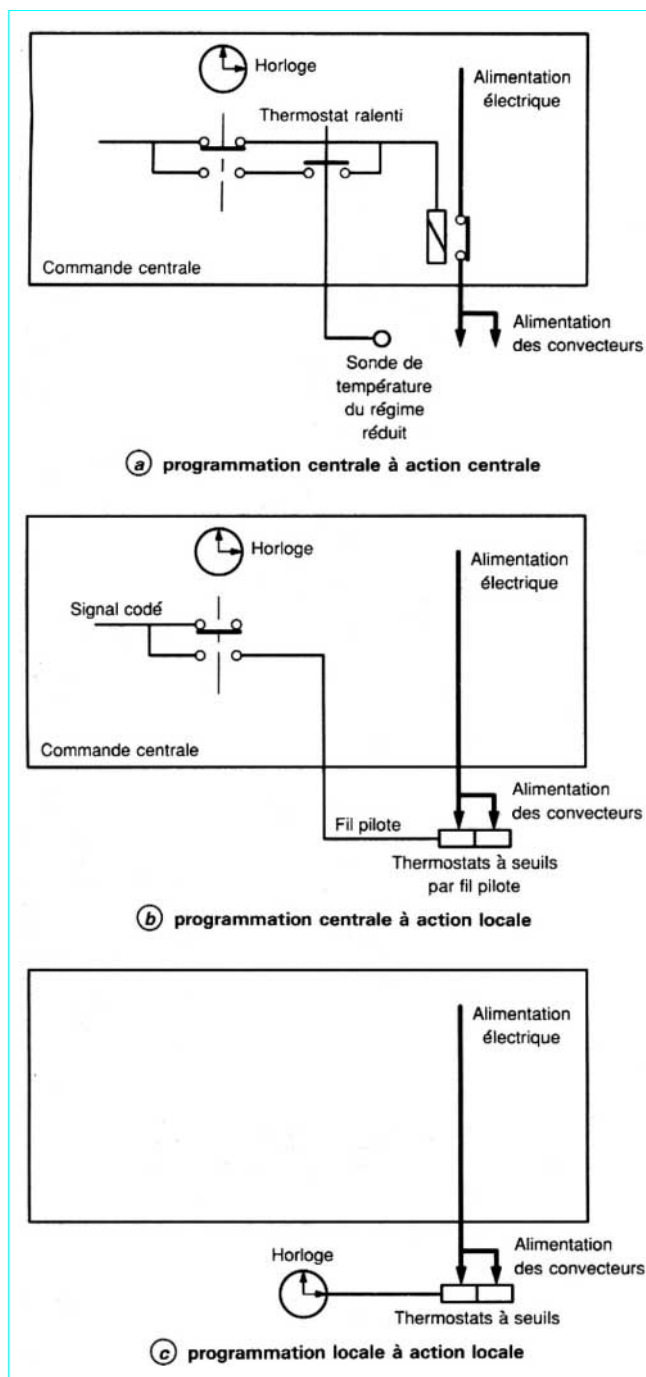 Horloge
Alimentation
électrique
Thermostat ralenti
Commande centrale
Alimentation
des convecteurs
Sonde de
température
du régime
réduit
a programmation centrale à action centrale
Horloge
Alimentation
électrique
Signal codé
Commande centrale
Alimentation
des convecteurs
Fil pilote
Thermostats à seuils
par fil pilote
b programmation centrale à action locale
Alimentation
électrique
Horloge
Alimentation
des convecteurs
Thermostats à seuils
c programmation locale à action locale